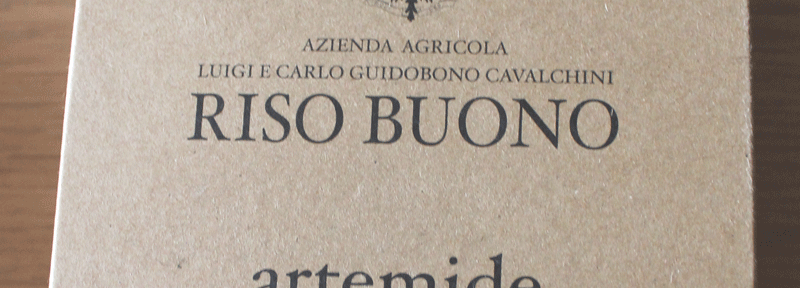 AZIENDA AGRICOLA
LUIGI E CARLO GUIDOBONO CAVALCHINI
RISO BUONO
artemide